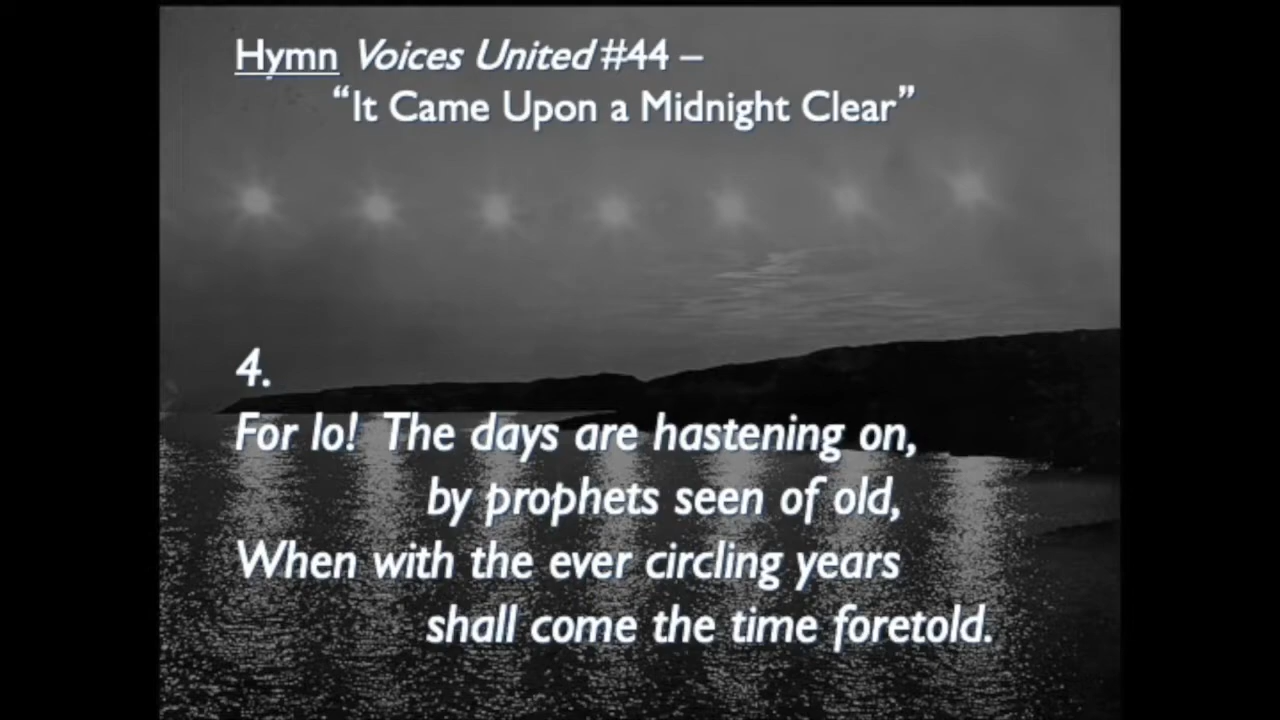 Hymn Voices United #44 –
“It Came Upon a Midnight Clear”
4.
For lo! The days are hastening on,
by prophets seen of old,
When with the ever circling years
shall come the time foretold.